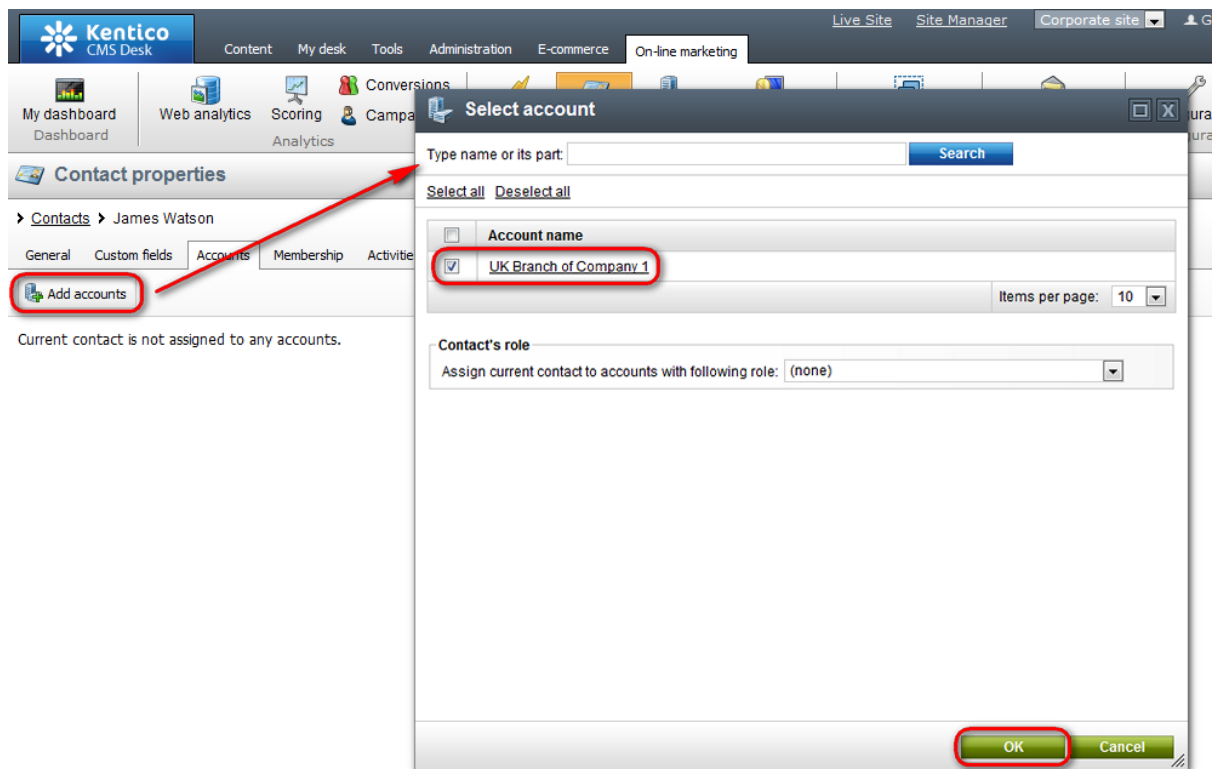 Live Site Site Manager Corporate site G
Kentico
CMS Desk
Content My desk Tools Administration E-commerce On-line marketing
My dashboard
Dashboard
Web analytics
Scoring
Conversions
Campa
Analytics
Select account
Type name or its part: Search
Select all Deselect all
Account name
UK Branch of Company 1
Items per page: 10
Contact's role
Assign current contact to accounts with following role: (none)
OK Cancel
Contact properties
Contacts James Watson
General Custom fields Accounts Membership Activitie
Add accounts
Current contact is not assigned to any accounts.